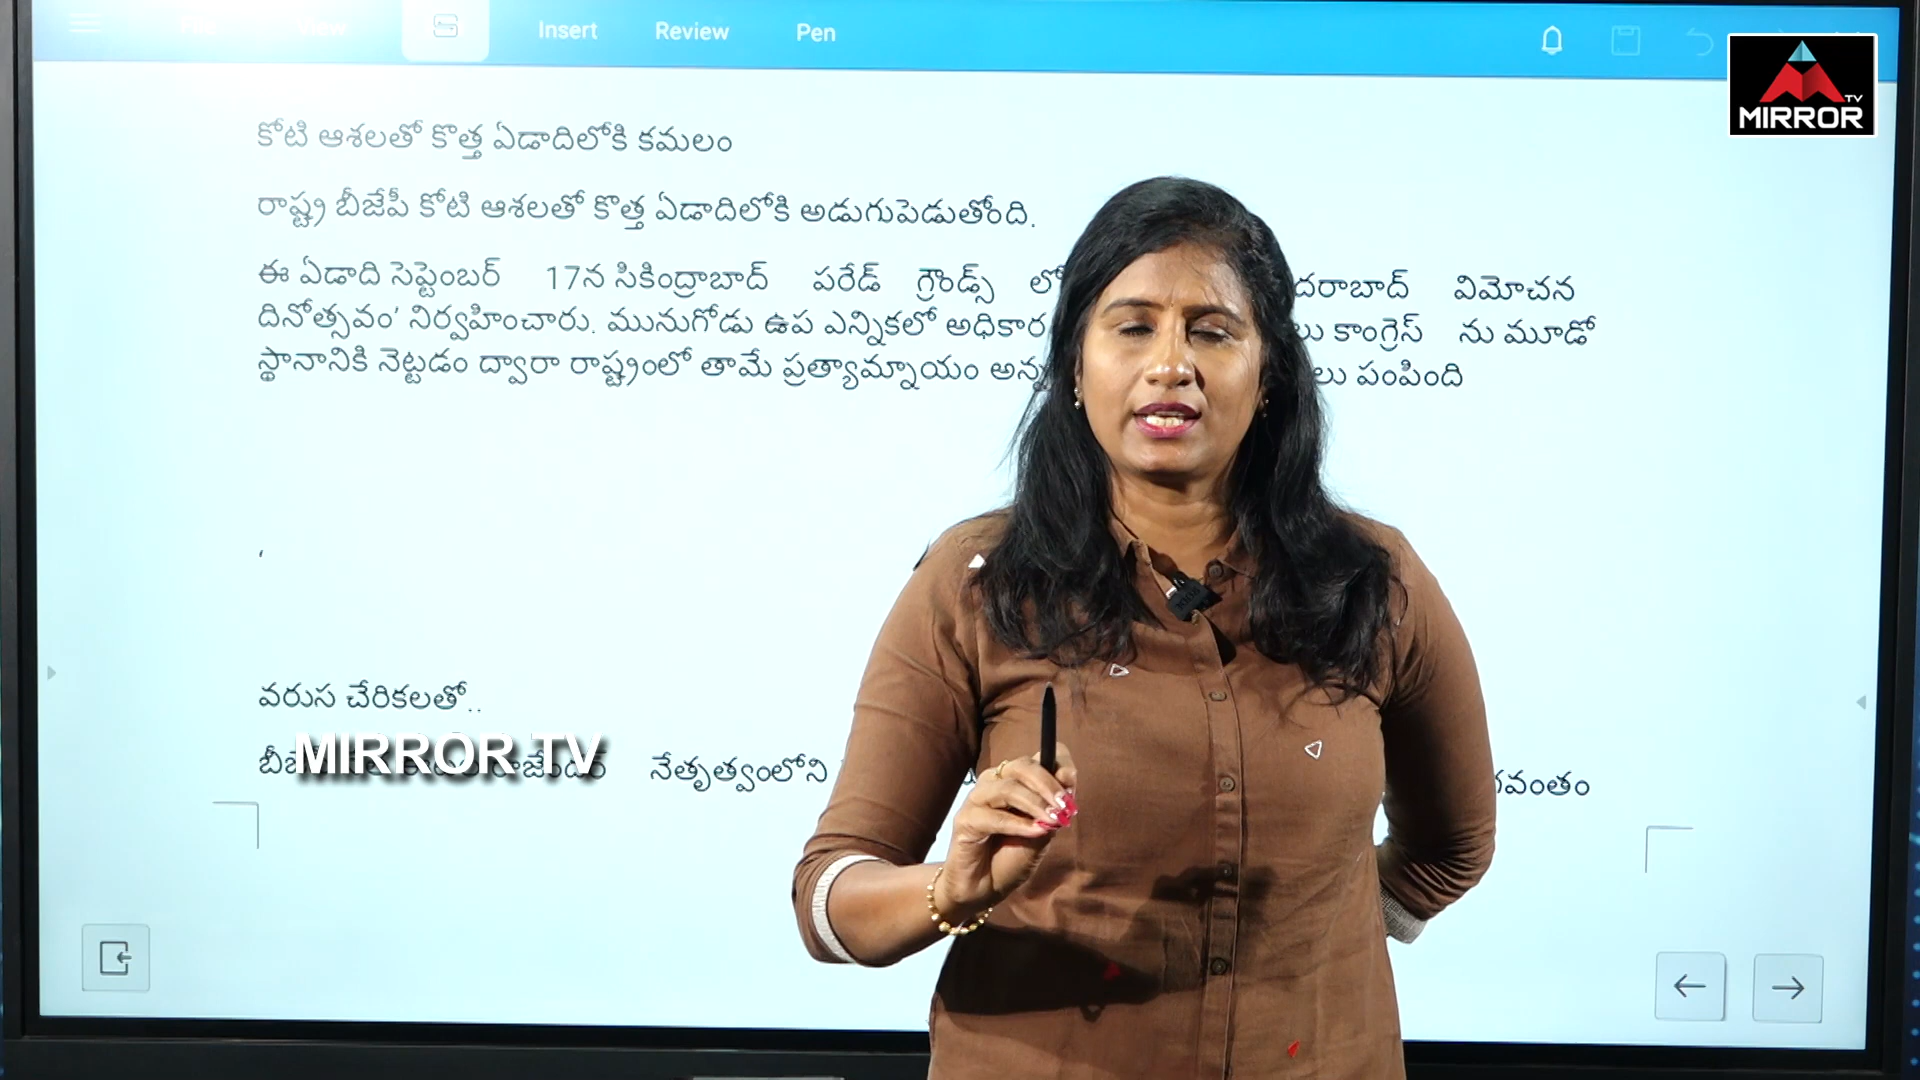 View
Insert
Review
Pen
MIRROR TV
కోటి ఆశలతో కొత్త ఏడాదిలోకి కమలం
రాష్ట్ర బీజేపీ కోటి ఆశలతో కొత్త ఏడాదిలోకి అడుగుపెడుతోంది.
ఈ ఏడాది సెప్టెంబర్ 17న సికింద్రాబాద్ పరేడ్ గ్రౌండ్స్ లో దరాబాద్ విమోచన
దినోత్సవం’ నిర్వహించారు. మునుగోడు ఉప ఎన్నికలో అధికార లు కాంగ్రెస్ ను మూడో
స్థానానికి నెట్టడం ద్వారా రాష్ట్రంలో తామే ప్రత్యామ్నాయం లు పంపింది
‘
వరుస చేరికలతో..
MIRROR TV
నేతృత్వంలోని